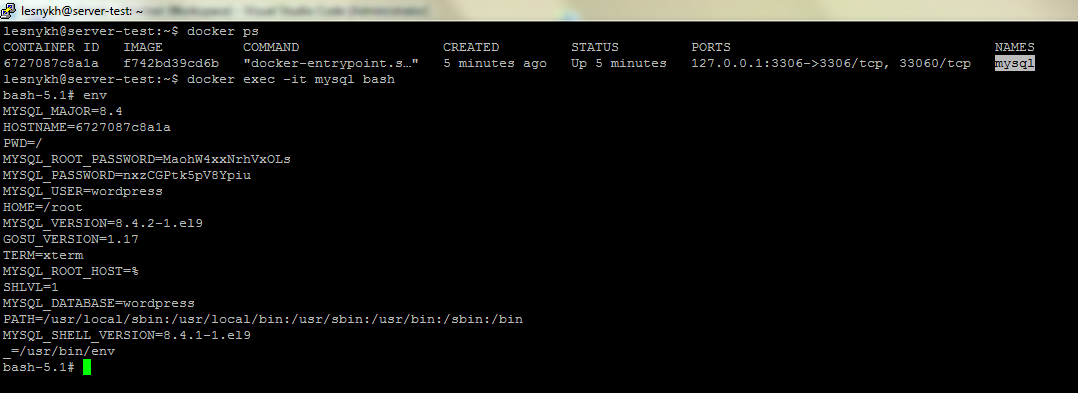 lesnykh@server-test: ~
lesnykh@server-test:~$ docker ps
CONTAINER ID   IMAGE          COMMAND                  CREATED         STATUS         PORTS                                 NAMES
6727087c8a1a   f742bd39cd6b   "docker-entrypoint.s…"   5 minutes ago   Up 5 minutes   127.0.0.1:3306->3306/tcp, 33060/tcp   mysql
lesnykh@server-test:~$ docker exec -it mysql bash
bash-5.1# env
MYSQL_MAJOR=8.4
HOSTNAME=6727087c8a1a
PWD=/
MYSQL_ROOT_PASSWORD=MaohW4xxNrhVxOLs
MYSQL_PASSWORD=nxzCGPtk5pV8Ypiu
MYSQL_USER=wordpress
HOME=/root
MYSQL_VERSION=8.4.2-1.el9
GOSU_VERSION=1.17
TERM=xterm
MYSQL_ROOT_HOST=%
SHLVL=1
MYSQL_DATABASE=wordpress
PATH=/usr/local/sbin:/usr/local/bin:/usr/sbin:/usr/bin:/sbin:/bin
MYSQL_SHELL_VERSION=8.4.1-1.el9
_=/usr/bin/env
bash-5.1#